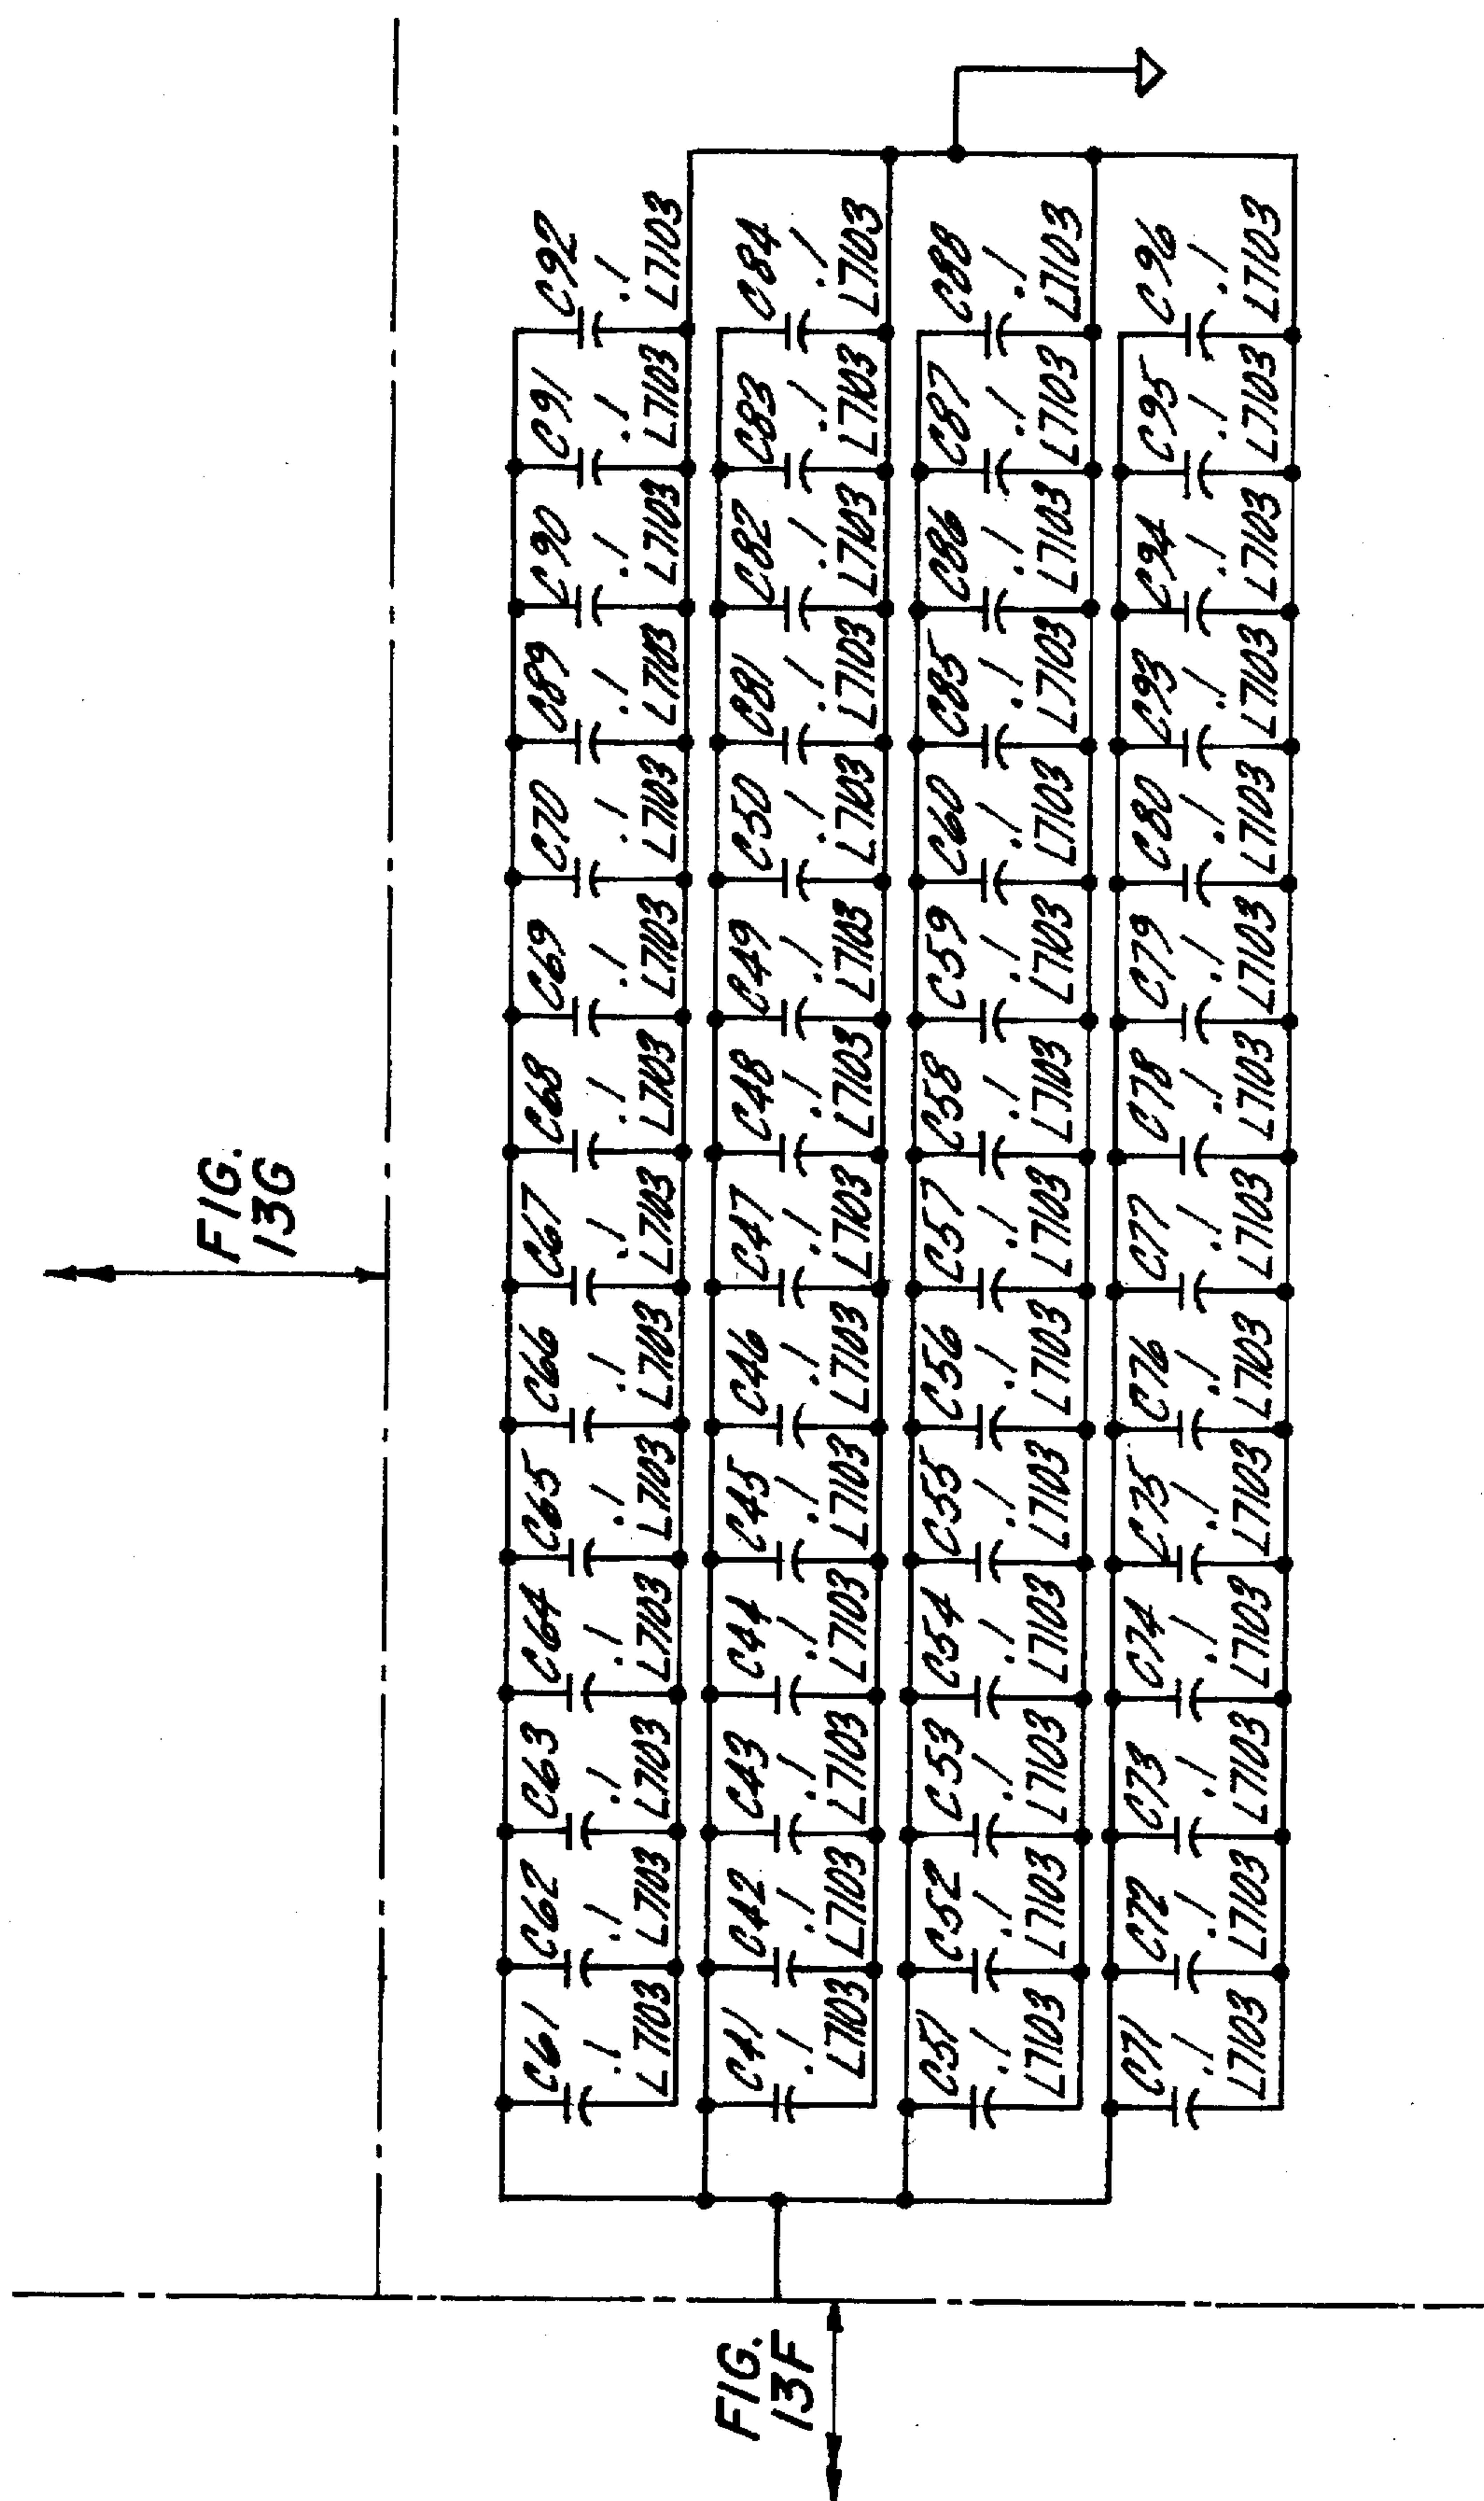 FIG.
13G
C61 C62 C63 C64 C65 C66 C67 C68 C69 C70 C89 C90 C91 C92
.1 .1 .1 .1 .1 .1 .1 .1 .1 .1 .1 .1 .1 .1
L7103 L7103 L7103 L7103 L7103 L7103 L7103 L7103 L7103 L7103 L7103 L7103 L7103 L7103
C41 C42 C43 C44 C45 C46 C47 C48 C49 C50 C81 C82 C83 C84
.1 .1 .1 .1 .1 .1 .1 .1 .1 .1 .1 .1 .1 .1
L7103 L7103 L7103 L7103 L7103 L7103 L7103 L7103 L7103 L7103 L7103 L7103 L7103 L7103
FIG.
13F
C51 C52 C53 C54 C55 C56 C57 C58 C59 C60 C85 C86 C87 C88
.1 .1 .1 .1 .1 .1 .1 .1 .1 .1 .1 .1 .1 .1
L7103 L7103 L7103 L7103 L7103 L7103 L7103 L7103 L7103 L7103 L7103 L7103 L7103 L7103
C71 C72 C73 C74 C75 C76 C77 C78 C79 C80 C93 C94 C95 C96
.1 .1 .1 .1 .1 .1 .1 .1 .1 .1 .1 .1 .1 .1
L7103 L7103 L7103 L7103 L7103 L7103 L7103 L7103 L7103 L7103 L7103 L7103 L7103 L7103